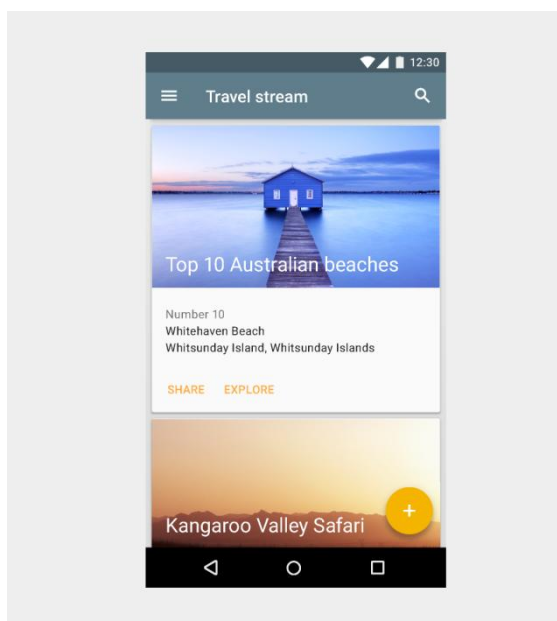 12:30
Travel stream
Top 10 Australian beaches
Number 10
Whitehaven Beach
Whitsunday Island, Whitsunday Islands
SHARE EXPLORE
Kangaroo Valley Safari